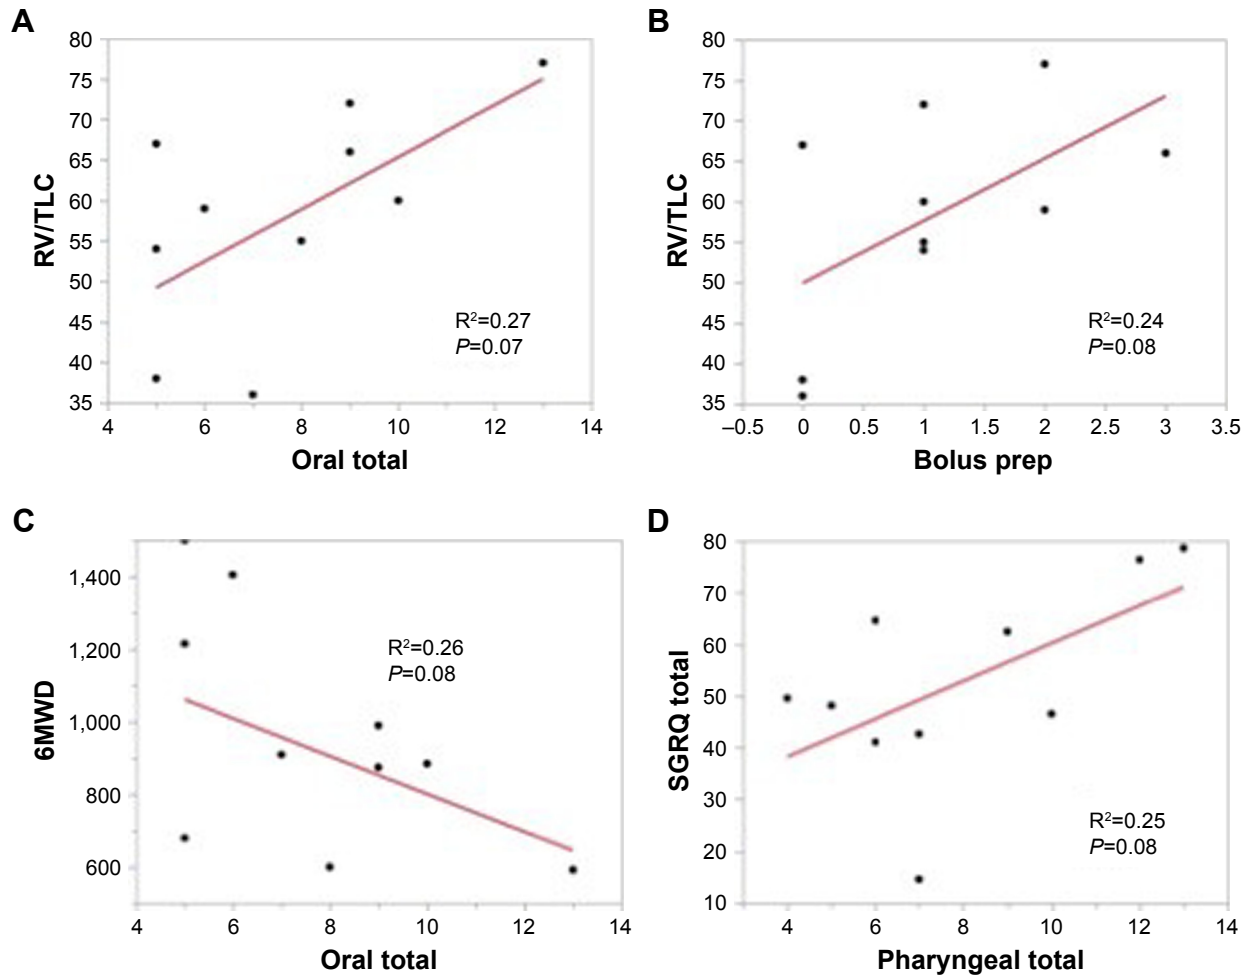 A
80
75
70
65
60
55
50
45
40
35
RV/TLC
R²=0.27
P=0.07
4 6 8 10 12 14
Oral total
B
80
75
70
65
60
55
50
45
40
35
RV/TLC
R²=0.24
P=0.08
–0.5 0 0.5 1 1.5 2 2.5 3 3.5
Bolus prep
C
1,400
1,200
1,000
800
600
6MWD
R²=0.26
P=0.08
4 6 8 10 12 14
Oral total
D
80
70
60
50
40
30
20
10
SGRQ total
R²=0.25
P=0.08
4 6 8 10 12 14
Pharyngeal total